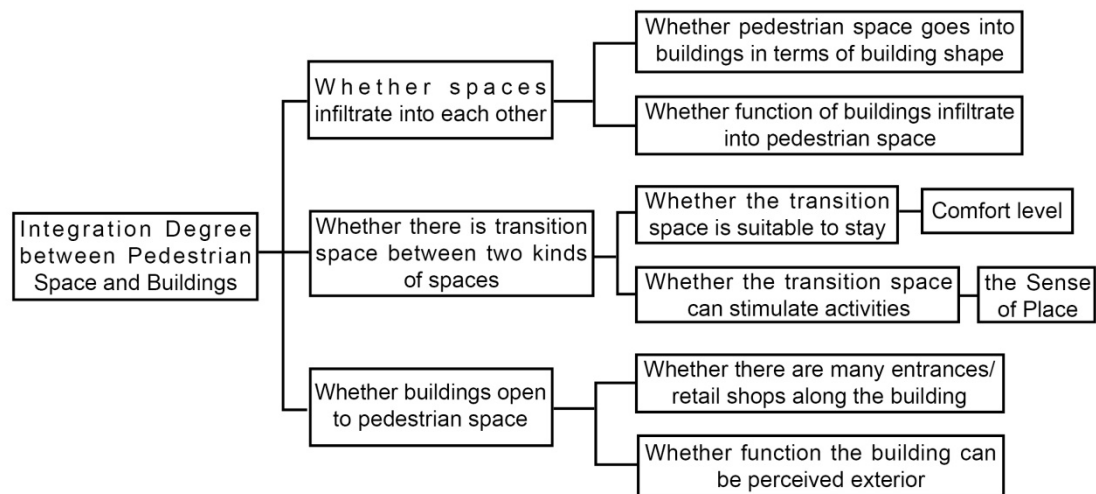 Integration Degree
between Pedestrian
Space and Buildings
Whether spaces
infiltrate into each other
Whether pedestrian space goes into
buildings in terms of building shape
Whether function of buildings infiltrate
into pedestrian space
Whether there is transition
space between two kinds
of spaces
Whether the transition
space is suitable to stay
Comfort level
Whether the transition space
can stimulate activities
the Sense
of Place
Whether buildings open
to pedestrian space
Whether there are many entrances/
retail shops along the building
Whether function the building can
be perceived exterior